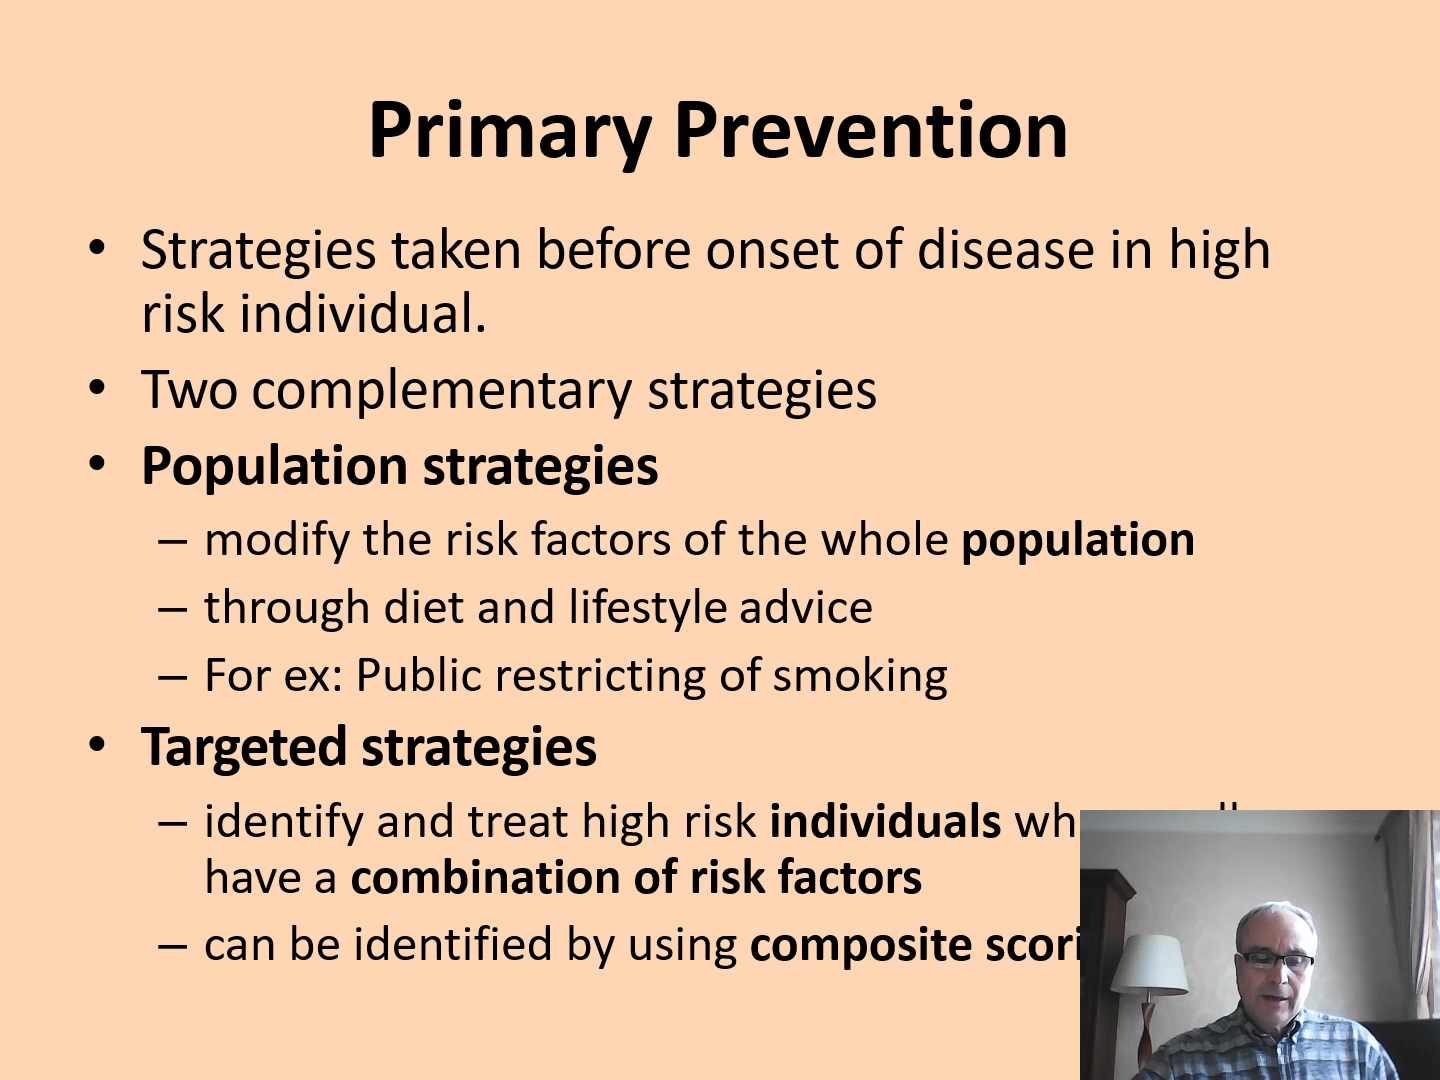 Primary Prevention
• Strategies taken before onset of disease in high
risk individual.
• Two complementary strategies
• Population strategies
– modify the risk factors of the whole population
– through diet and lifestyle advice
– For ex: Public restricting of smoking
• Targeted strategies
– identify and treat high risk individuals
have a combination of risk factors
– can be identified by using composite